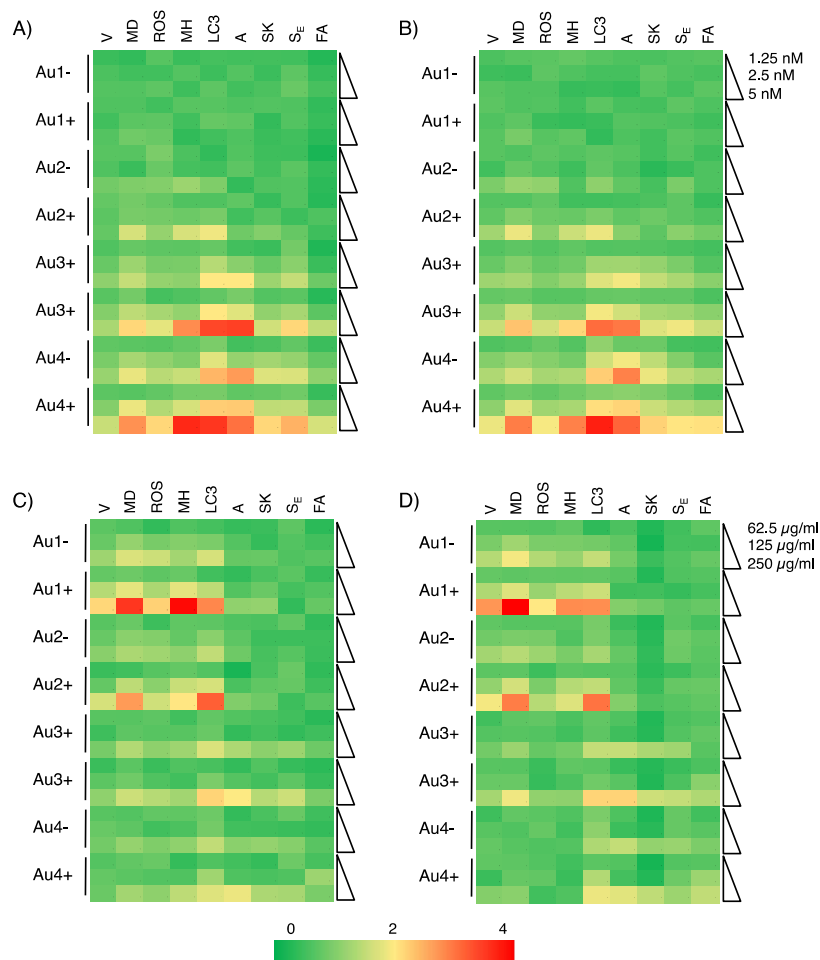 A)
V MD ROS MH LC3 A SK S_E FA
Au1-
Au1+
Au2-
Au2+
Au3+
Au3+
Au4-
Au4+
B)
V MD ROS MH LC3 A SK S_E FA
1.25 nM
2.5 nM
5 nM
Au1-
Au1+
Au2-
Au2+
Au3+
Au3+
Au4-
Au4+
C)
V MD ROS MH LC3 A SK S_E FA
Au1-
Au1+
Au2-
Au2+
Au3+
Au3+
Au4-
Au4+
D)
V MD ROS MH LC3 A SK S_E FA
62.5 µg/ml
125 µg/ml
250 µg/ml
Au1-
Au1+
Au2-
Au2+
Au3+
Au3+
Au4-
Au4+
0 2 4